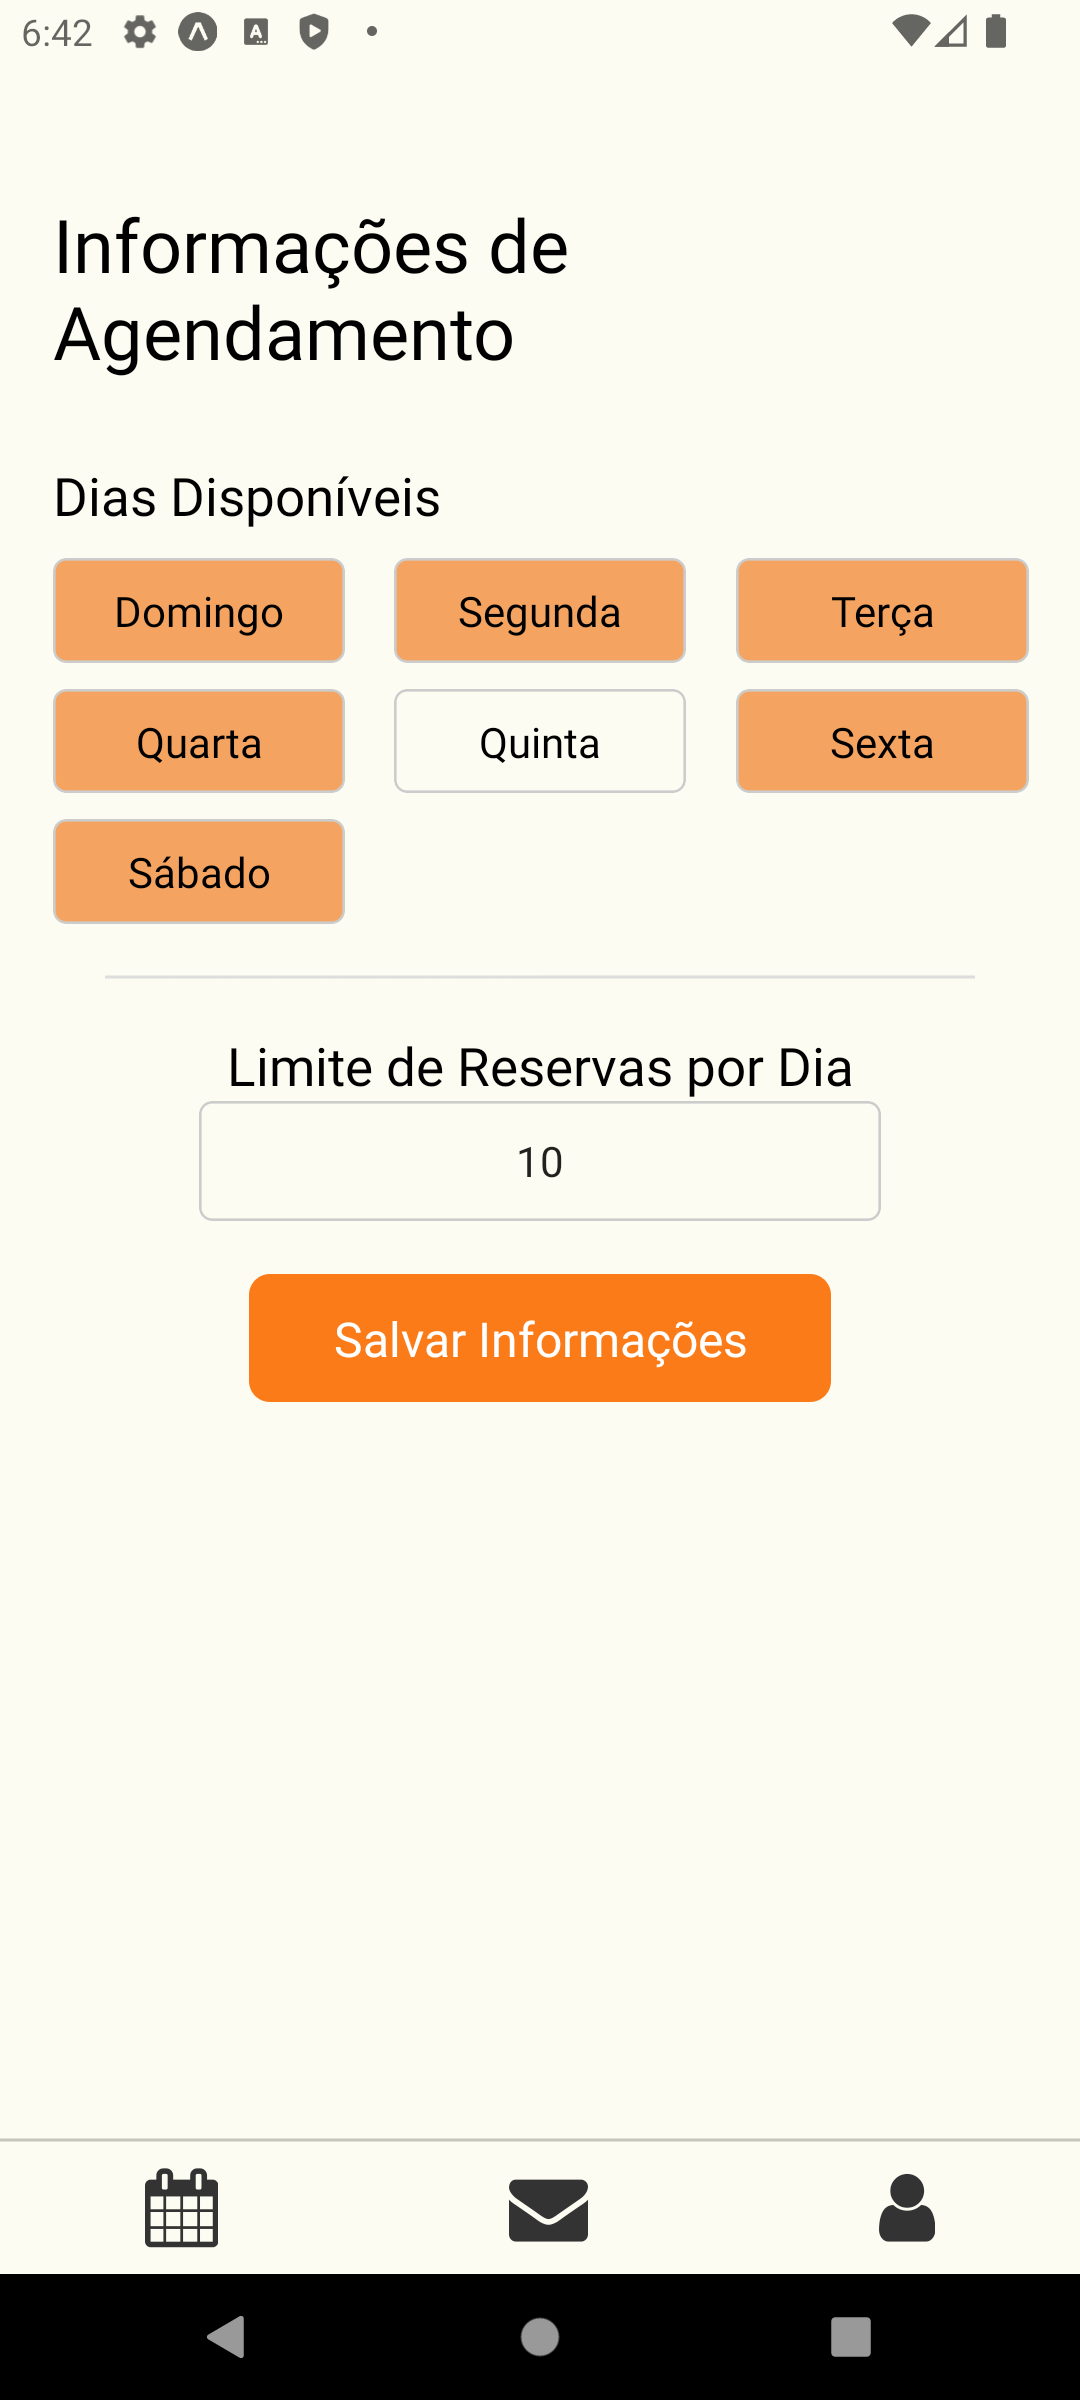 6:42
Informações de
Agendamento
Dias Disponíveis
Domingo Segunda Terça
Quarta Quinta Sexta
Sábado
Limite de Reservas por Dia
10
Salvar Informações